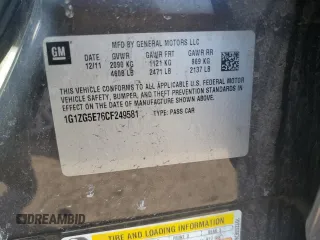 GM
MFD BY GENERAL MOTORS LLC
DATE GVWR GAWR FRT GAWR RR
12/11 2090 KG 1121 KG 969 KG
4608 LB 2471 LB 2137 LB
THIS VEHICLE CONFORMS TO ALL APPLICABLE U.S. FEDERAL MOTOR
VEHICLE SAFETY, BUMPER, AND THEFT PREVENTION STANDARDS IN
EFFECT ON THE DATE OF MANUFACTURE SHOWN ABOVE.
1G1ZG5E76CF249581 TYPE: PASS CAR
TIRE AND LOADING INFORMATION
DREAMBID